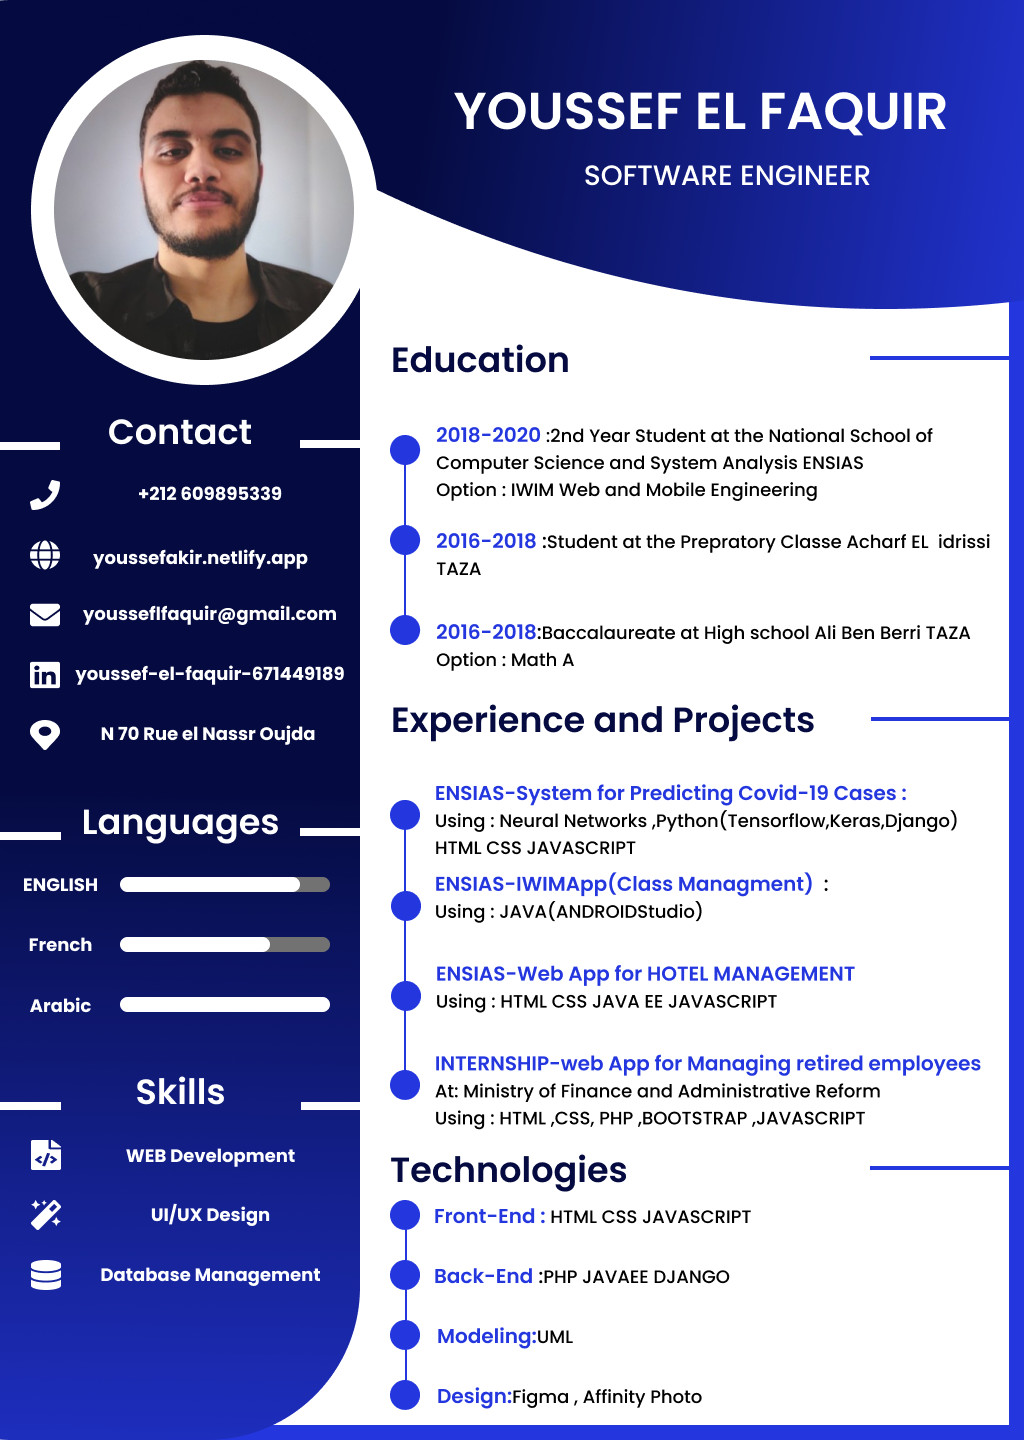 YOUSSEF EL FAQUIR
SOFTWARE ENGINEER
Contact
+212 609895339
youssefakir.netlify.app
yousseflfaquir@gmail.com
in youssef-el-faquir-671449189
N 70 Rue el Nassr Oujda
Languages
ENGLISH
French
Arabic
Skills
WEB Development
UI/UX Design
Database Management
Education
2018-2020 :2nd Year Student at the National School of
Computer Science and System Analysis ENSIAS
Option : IWIM Web and Mobile Engineering
2016-2018 :Student at the Prepratory Classe Acharf EL idrissi
TAZA
2016-2018:Baccalaureate at High school Ali Ben Berri TAZA
Option : Math A
Experience and Projects
ENSIAS-System for Predicting Covid-19 Cases :
Using : Neural Networks ,Python(Tensorflow,Keras,Django)
HTML CSS JAVASCRIPT
ENSIAS-IWIMApp(Class Managment) :
Using : JAVA(ANDROIDStudio)
ENSIAS-Web App for HOTEL MANAGEMENT
Using : HTML CSS JAVA EE JAVASCRIPT
INTERNSHIP-web App for Managing retired employees
At: Ministry of Finance and Administrative Reform
Using : HTML ,CSS, PHP ,BOOTSTRAP ,JAVASCRIPT
Technologies
Front-End : HTML CSS JAVASCRIPT
Back-End :PHP JAVAEE DJANGO
Modeling:UML
Design:Figma , Affinity Photo